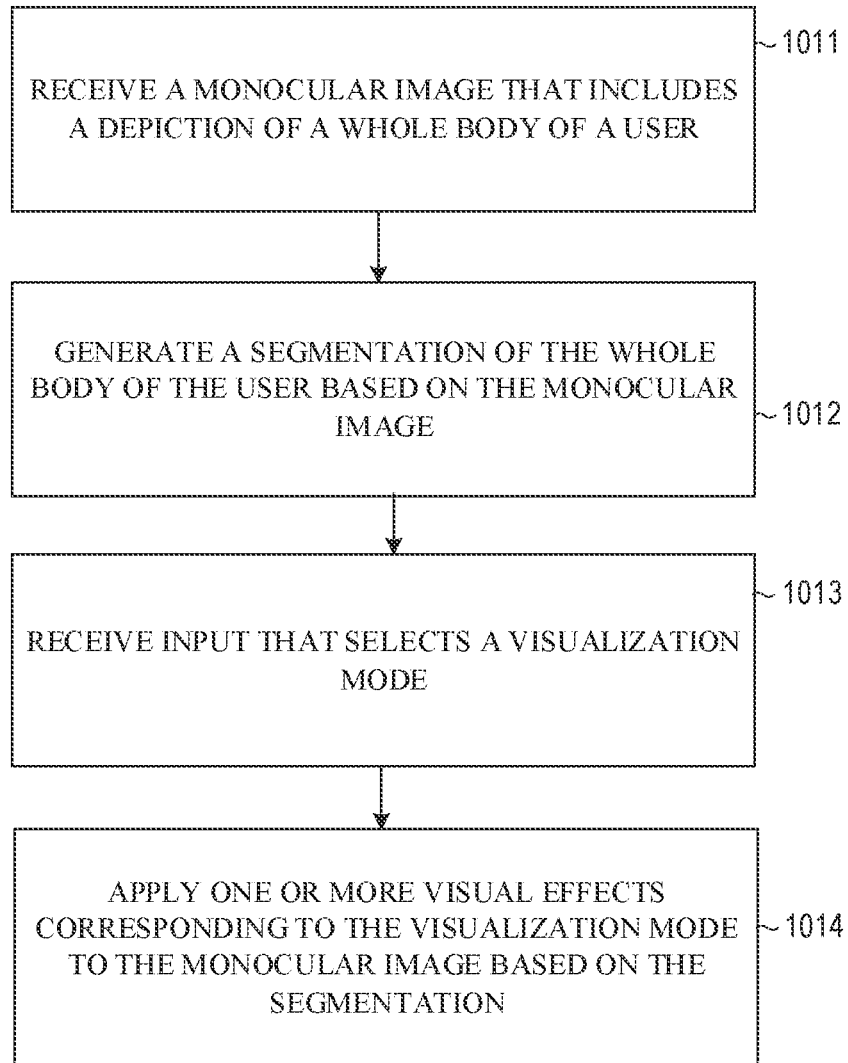 1011
RECEIVE A MONOCULAR IMAGE THAT INCLUDES
A DEPICTION OF A WHOLE BODY OF A USER
GENERATE A SEGMENTATION OF THE WHOLE
BODY OF THE USER BASED ON THE MONOCULAR
IMAGE
1012
1013
RECEIVE INPUT THAT SELECTS A VISUALIZATION
MODE
APPLY ONE OR MORE VISUAL EFFECTS
CORRESPONDING TO THE VISUALIZATION MODE
TO THE MONOCULAR IMAGE BASED ON THE
SEGMENTATION
1014